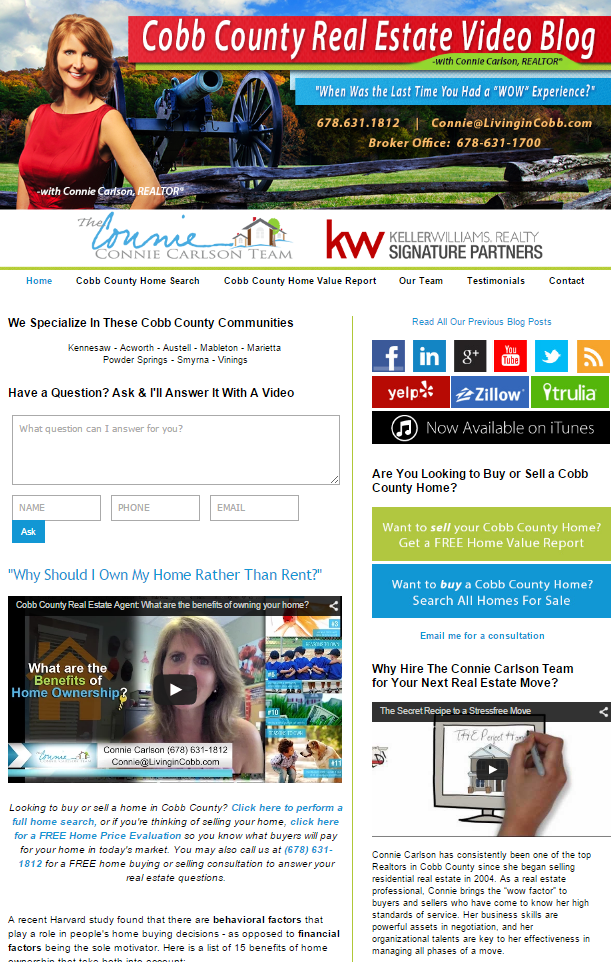 Cobb County Real Estate Video Blog
-with Connie Carlson, REALTOR®
"When Was the Last Time You Had a "WOW" Experience?"
678.631.1812 | Connie@LivinginCobb.com
Broker Office: 678-631-1700
-with Connie Carlson, REALTOR®
The Connie
CONNIE CARLSON TEAM
kw KELLERWILLIAMS. REALTY
SIGNATURE PARTNERS
Home Cobb County Home Search Cobb County Home Value Report Our Team Testimonials Contact
We Specialize In These Cobb County Communities
Kennesaw - Acworth - Austell - Mableton - Marietta
Powder Springs - Smyrna - Vinings
Have a Question? Ask & I'll Answer It With A Video
What question can I answer for you?
NAME PHONE EMAIL
Ask
"Why Should I Own My Home Rather Than Rent?"
Cobb County Real Estate Agent: What are the benefits of owning your home?
What are the
Benefits of
Home Ownership?
#5
#8
#10
#11
Connie Carlson (678) 631-1812
Connie@LivinginCobb.com
Looking to buy or sell a home in Cobb County? Click here to perform a
full home search, or if you're thinking of selling your home, click here
for a FREE Home Price Evaluation so you know what buyers will pay
for your home in today's market. You may also call us at (678) 631-
1812 for a FREE home buying or selling consultation to answer your
real estate questions.
A recent Harvard study found that there are behavioral factors that
play a role in people's home buying decisions - as opposed to financial
factors being the sole motivator. Here is a list of 15 benefits of home
ownership that take both into account:
Read All Our Previous Blog Posts
f in g+ You Tube
yelp Zillow trulia
Now Available on iTunes
Are You Looking to Buy or Sell a Cobb
County Home?
Want to sell your Cobb County Home?
Get a FREE Home Value Report
Want to buy a Cobb County Home?
Search All Homes For Sale
Email me for a consultation
Why Hire The Connie Carlson Team
for Your Next Real Estate Move?
The Secret Recipe to a Stressfree Move
THE Perfect Home
Connie Carlson has consistently been one of the top
Realtors in Cobb County since she began selling
residential real estate in 2004. As a real estate
professional, Connie brings the "wow factor" to
buyers and sellers who have come to know her high
standards of service. Her business skills are
powerful assets in negotiation, and her
organizational talents are key to her effectiveness in
managing all phases of a move.